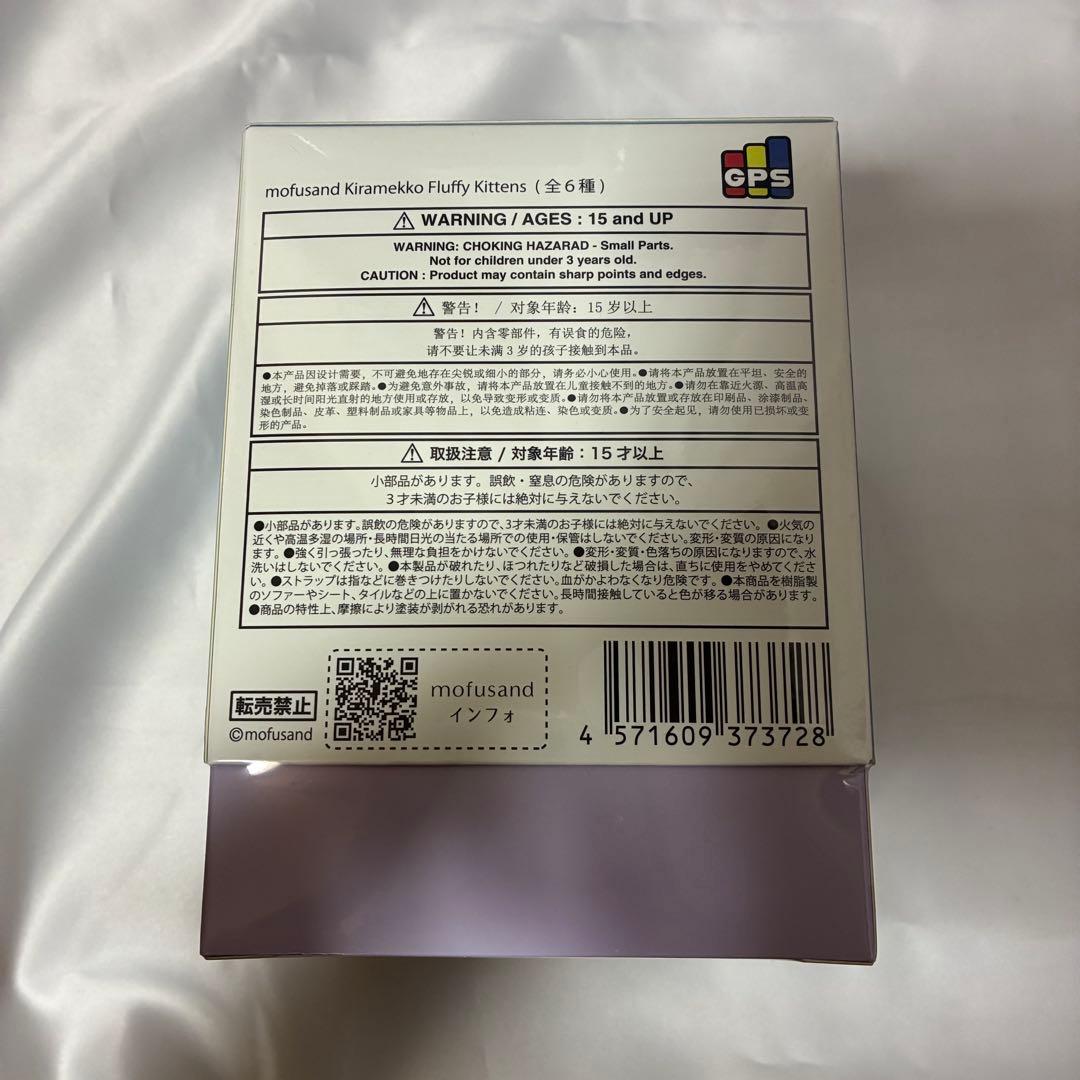 mofusand Kiramekko Fluffy Kittens (全6種)
GPS
⚠ WARNING / AGES : 15 and UP
WARNING: CHOKING HAZARAD - Small Parts.
Not for children under 3 years old.
CAUTION : Product may contain sharp points and edges.
⚠ 警告! / 对象年龄: 15 岁以上
警告! 内含零部件，有误食的危险，
请不要让未满 3 岁的孩子接触到本品。
●本产品因设计需要，不可避免地存在尖锐或细小的部分，请务必小心使用。●请将本产品放置在平坦、安全的
地方，避免掉落或踩踏。●为避免意外事故，请将本产品放置在儿童接触不到的地方。●请勿在靠近火源、高温高
湿或长时间阳光直射的地方使用或存放，以免导致变形或变质。●请勿将本产品放置或存放在印刷品、涂漆制品、
染色制品、皮革、塑料制品或家具等物品上，以免造成粘连、染色或变质。●为了安全起见，请勿使用已损坏或变
形的产品。
⚠ 取扱注意 / 対象年齢：15才以上
小部品があります。誤飲・窒息の危険がありますので、
3才未満のお子様には絶対に与えないでください。
●小部品があります。誤飲の危険がありますので、3才未満のお子様には絶対に与えないでください。 ●火気の
近くや高温多湿の場所・長時間日光の当たる場所での使用・保管はしないでください。変形・変質の原因になり
ます。●強く引っ張ったり、無理な負担をかけないでください。●変形・変質・色落ちの原因になりますので、水
洗いはしないでください。●本製品が破れたり、ほつれたりなど破損した場合は、直ちに使用をやめてくださ
い。●ストラップは指などに巻きつけたりしないでください。血がかよわなくなり危険です。●本商品を樹脂製
のソファーやシート、タイルなどの上に置かないでください。長時間接触していると色が移る場合があります。
●商品の特性上、摩擦により塗装が剥がれる恐れがあります。
転売禁止
©mofusand
mofusand
インフォ
4 571609 373728